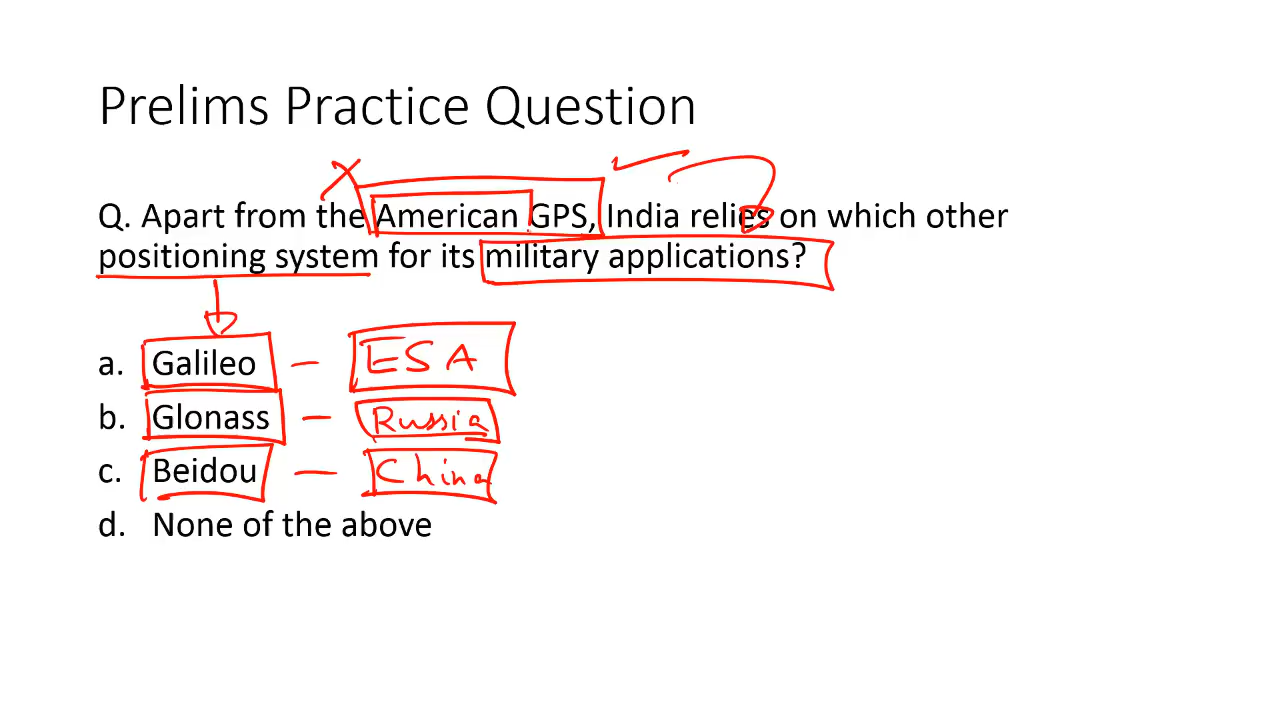 Prelims Practice Question
Q. Apart from the American GPS, India relies on which other
positioning system for its military applications?
a. Galileo – ESA
b. Glonass – Russia
c. Beidou – China
d. None of the above